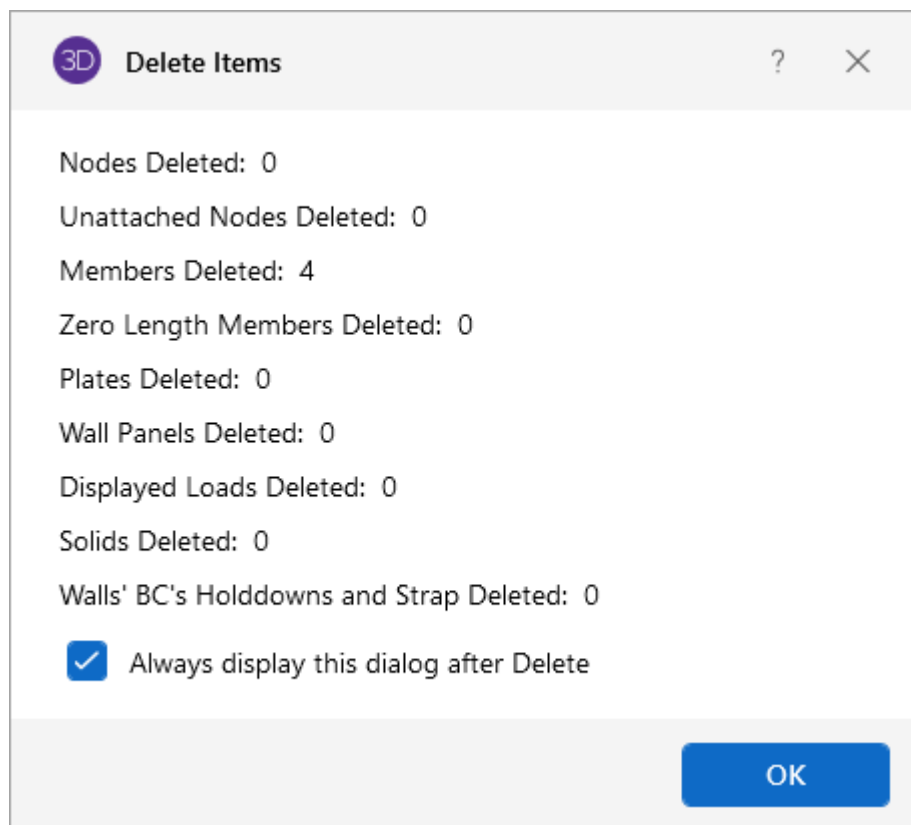 3D Delete Items ?
Nodes Deleted: 0
Unattached Nodes Deleted: 0
Members Deleted: 4
Zero Length Members Deleted: 0
Plates Deleted: 0
Wall Panels Deleted: 0
Displayed Loads Deleted: 0
Solids Deleted: 0
Walls' BC's Holddowns and Strap Deleted: 0
Always display this dialog after Delete
OK